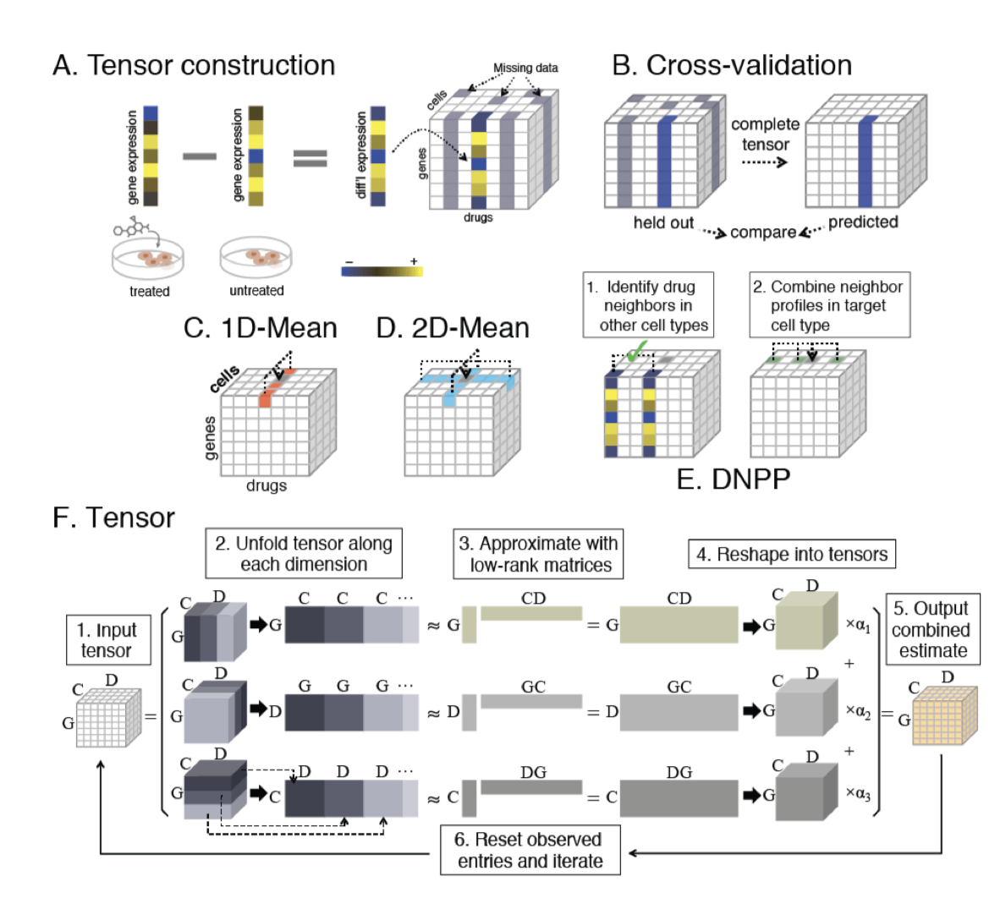 A. Tensor construction
gene expression
gene expression
diff'l expression
Missing data
cells
genes
drugs
treated
untreated
−
+
B. Cross-validation
complete
tensor
held out
compare
predicted
C. 1D-Mean
cells
genes
drugs
D. 2D-Mean
1. Identify drug
neighbors in
other cell types
2. Combine neighbor
profiles in target
cell type
E. DNPP
F. Tensor
1. Input
tensor
C D
G
=
2. Unfold tensor along
each dimension
3. Approximate with
low-rank matrices
4. Reshape into tensors
5. Output
combined
estimate
C D
G
G
C C C ...
≈ G
CD
= G
CD
C D
G
×α1
+
C D
G
D
G G G ...
≈ D
GC
= D
GC
C D
G
×α2
+
C D
G
C
D D D ...
≈ C
DG
= C
DG
C D
G
×α3
=
C D
G
6. Reset observed
entries and iterate